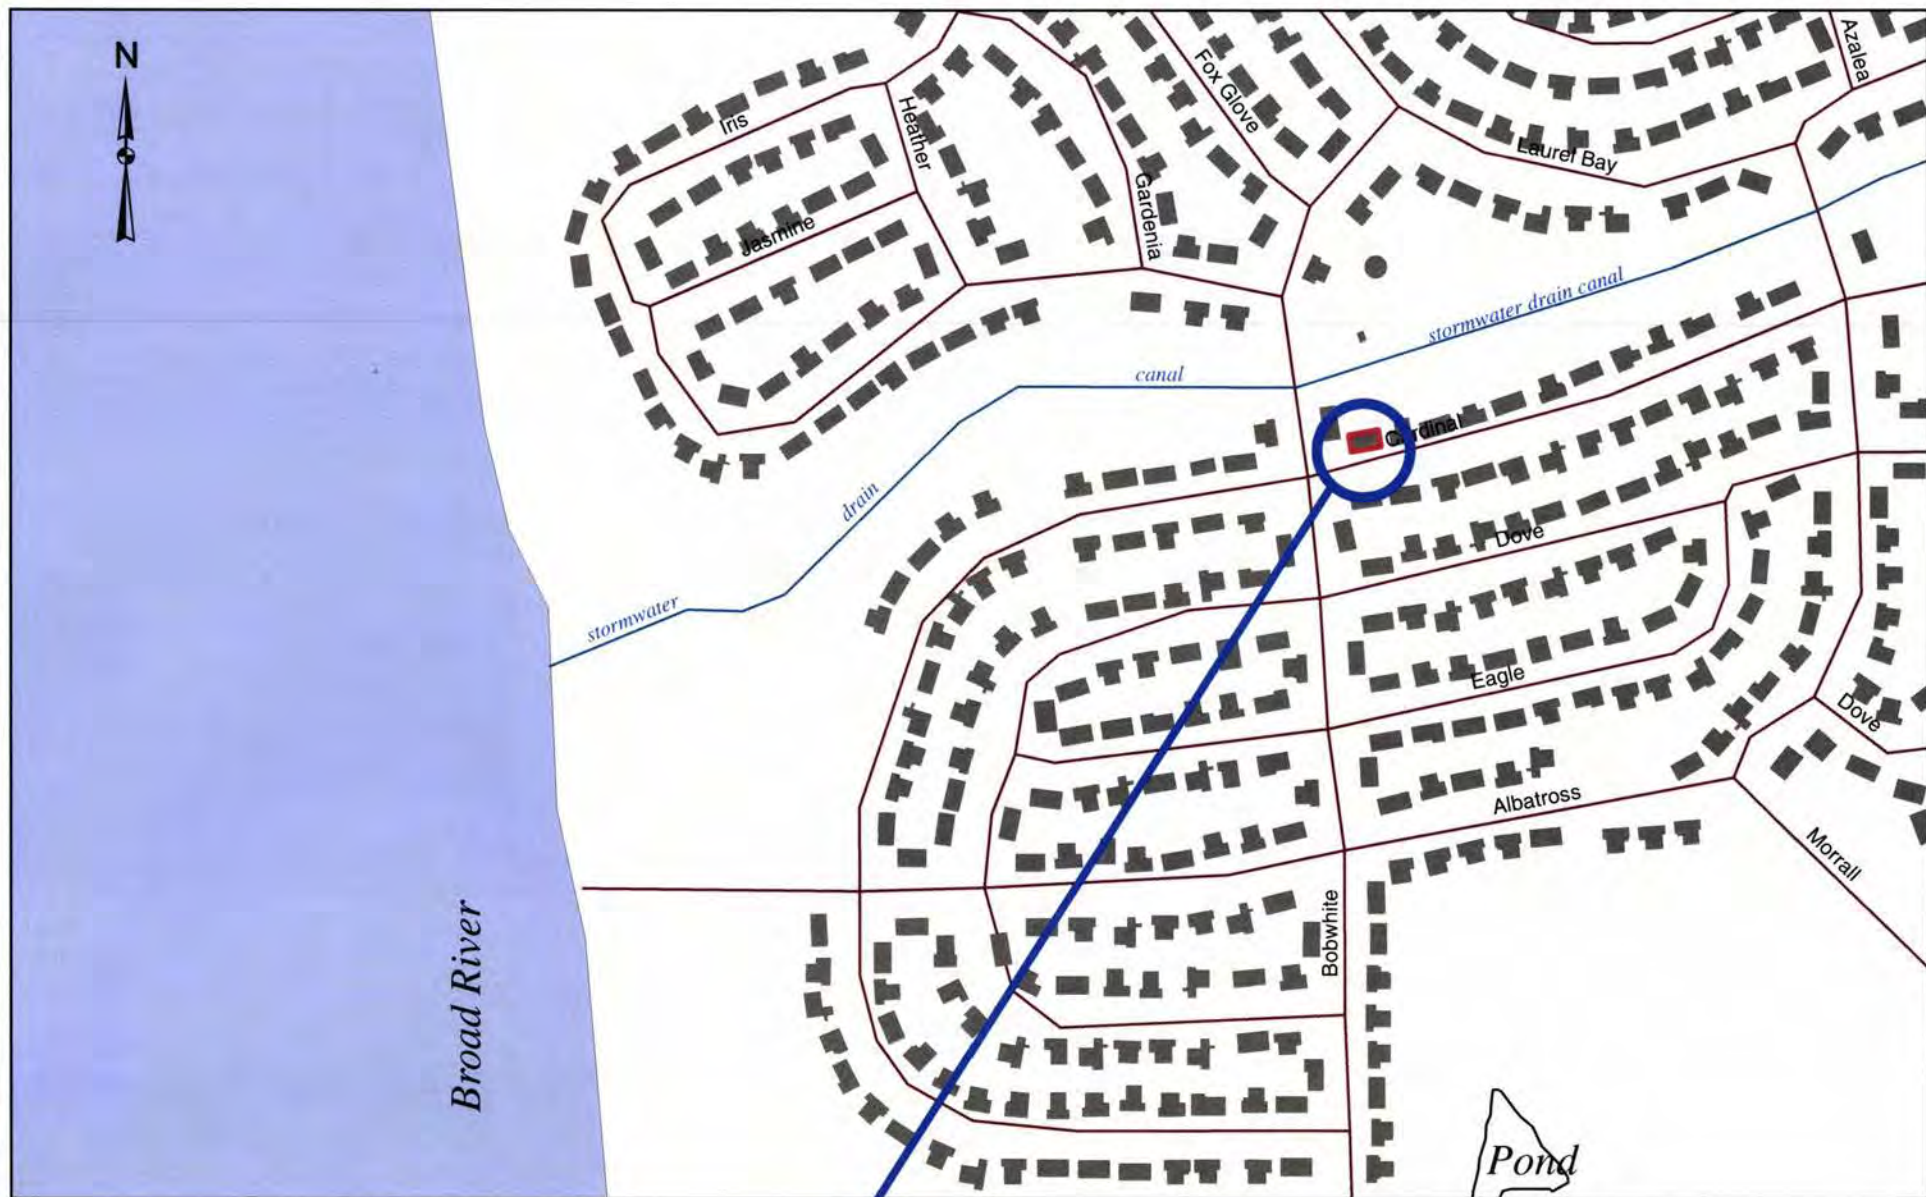 N
Azalea
Fox Glove
Iris
Heather
Laurel Bay
Gardenia
Jasmine
stormwater drain canal
canal
Cardinal
drain
Dove
stormwater
Eagle
Dove
Albatross
Morrall
Bobwhite
Broad River
Pond